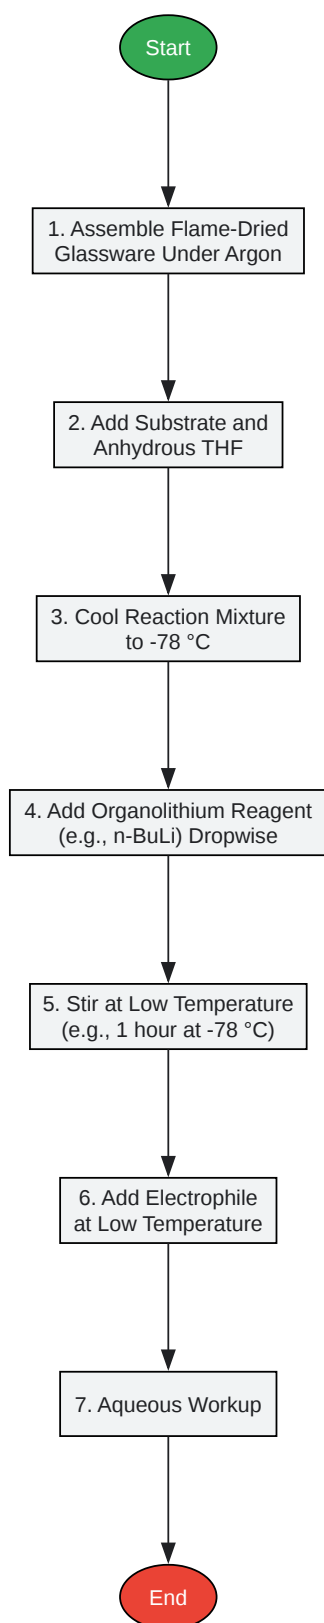 Start
1. Assemble Flame-Dried
Glassware Under Argon
2. Add Substrate and
Anhydrous THF
3. Cool Reaction Mixture
to -78 °C
4. Add Organolithium Reagent
(e.g., n-BuLi) Dropwise
5. Stir at Low Temperature
(e.g., 1 hour at -78 °C)
6. Add Electrophile
at Low Temperature
7. Aqueous Workup
End